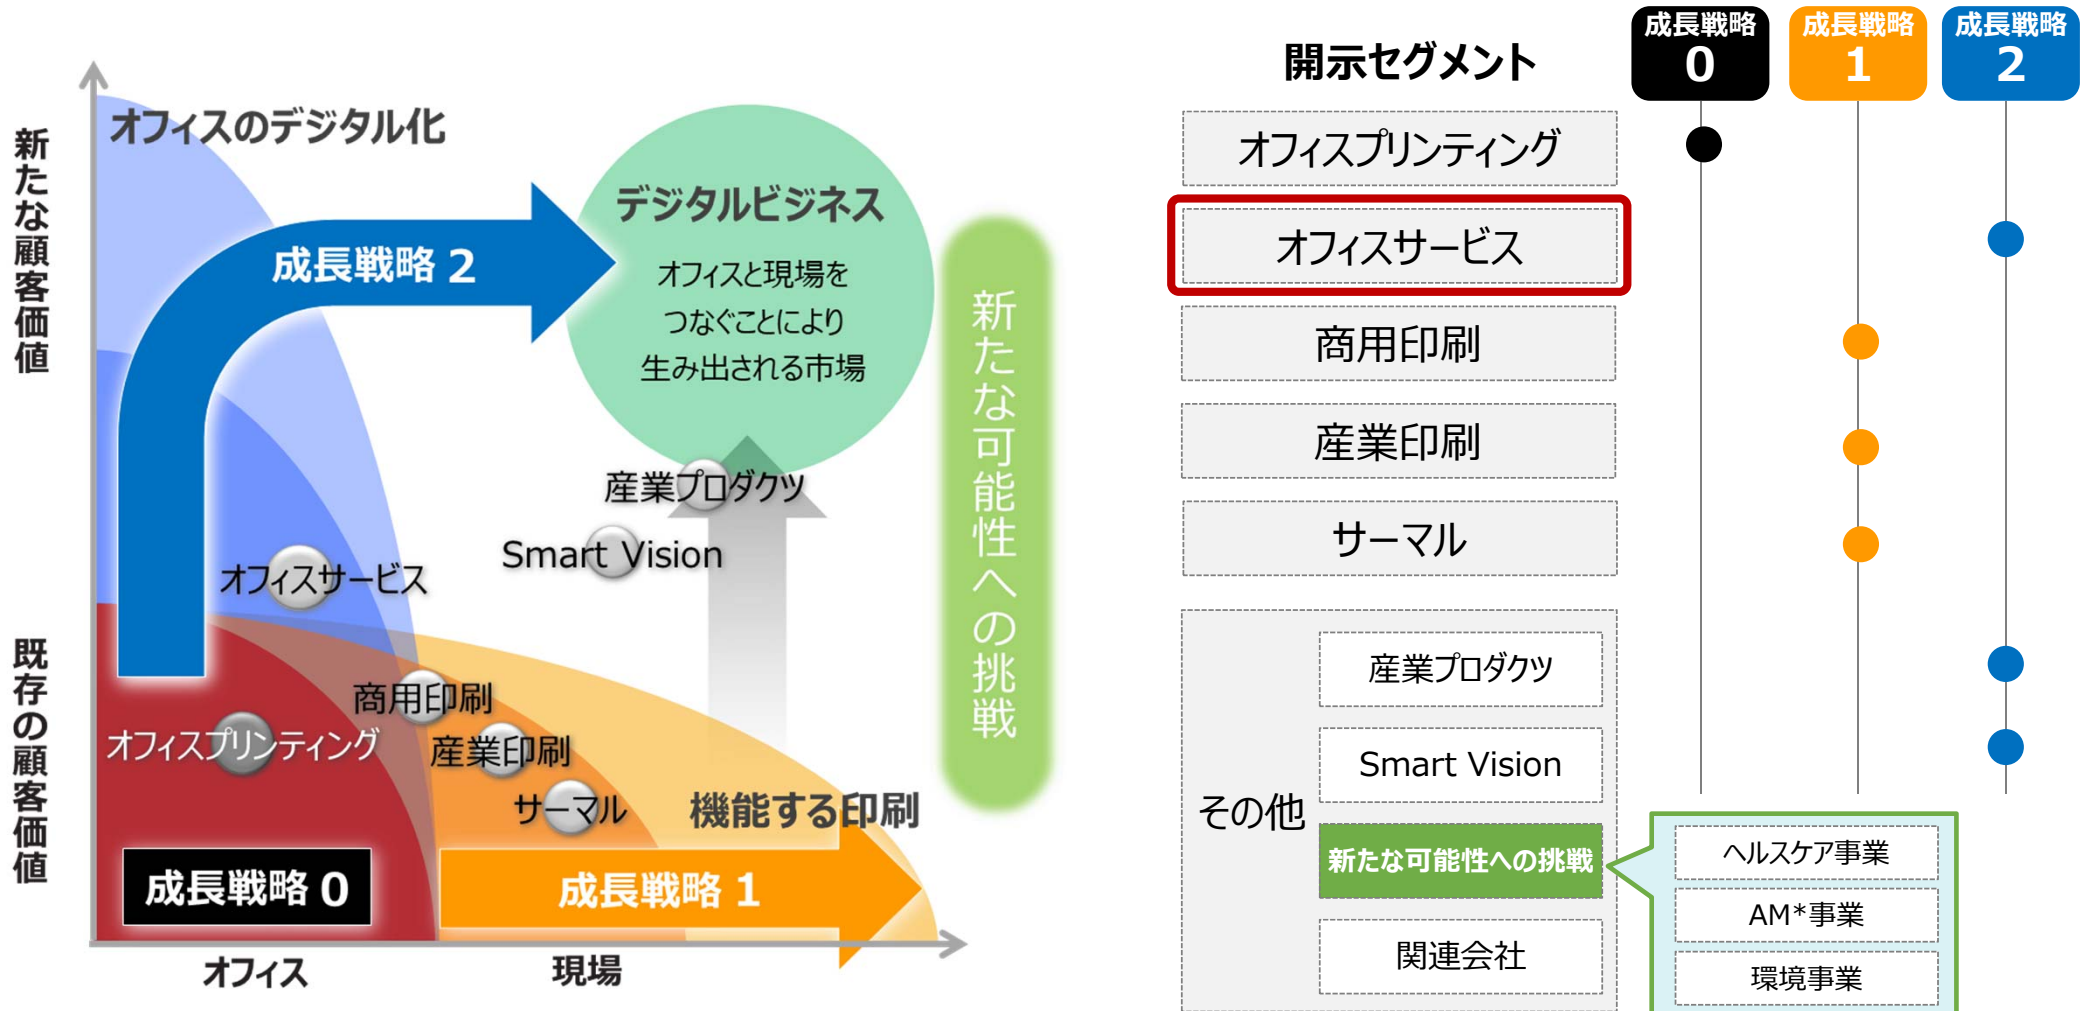 新たな顧客価値
既存の顧客価値
オフィスのデジタル化
成長戦略 2
デジタルビジネス
オフィスと現場を
つなぐことにより
生み出される市場
新たな可能性への挑戦
産業プロダクツ
Smart Vision
オフィスサービス
商用印刷
オフィスプリンティング
産業印刷
サーマル
機能する印刷
成長戦略 0
成長戦略 1
オフィス
現場
開示セグメント
成長戦略
0
成長戦略
1
成長戦略
2
オフィスプリンティング
オフィスサービス
商用印刷
産業印刷
サーマル
その他
産業プロダクツ
Smart Vision
新たな可能性への挑戦
関連会社
ヘルスケア事業
AM*事業
環境事業